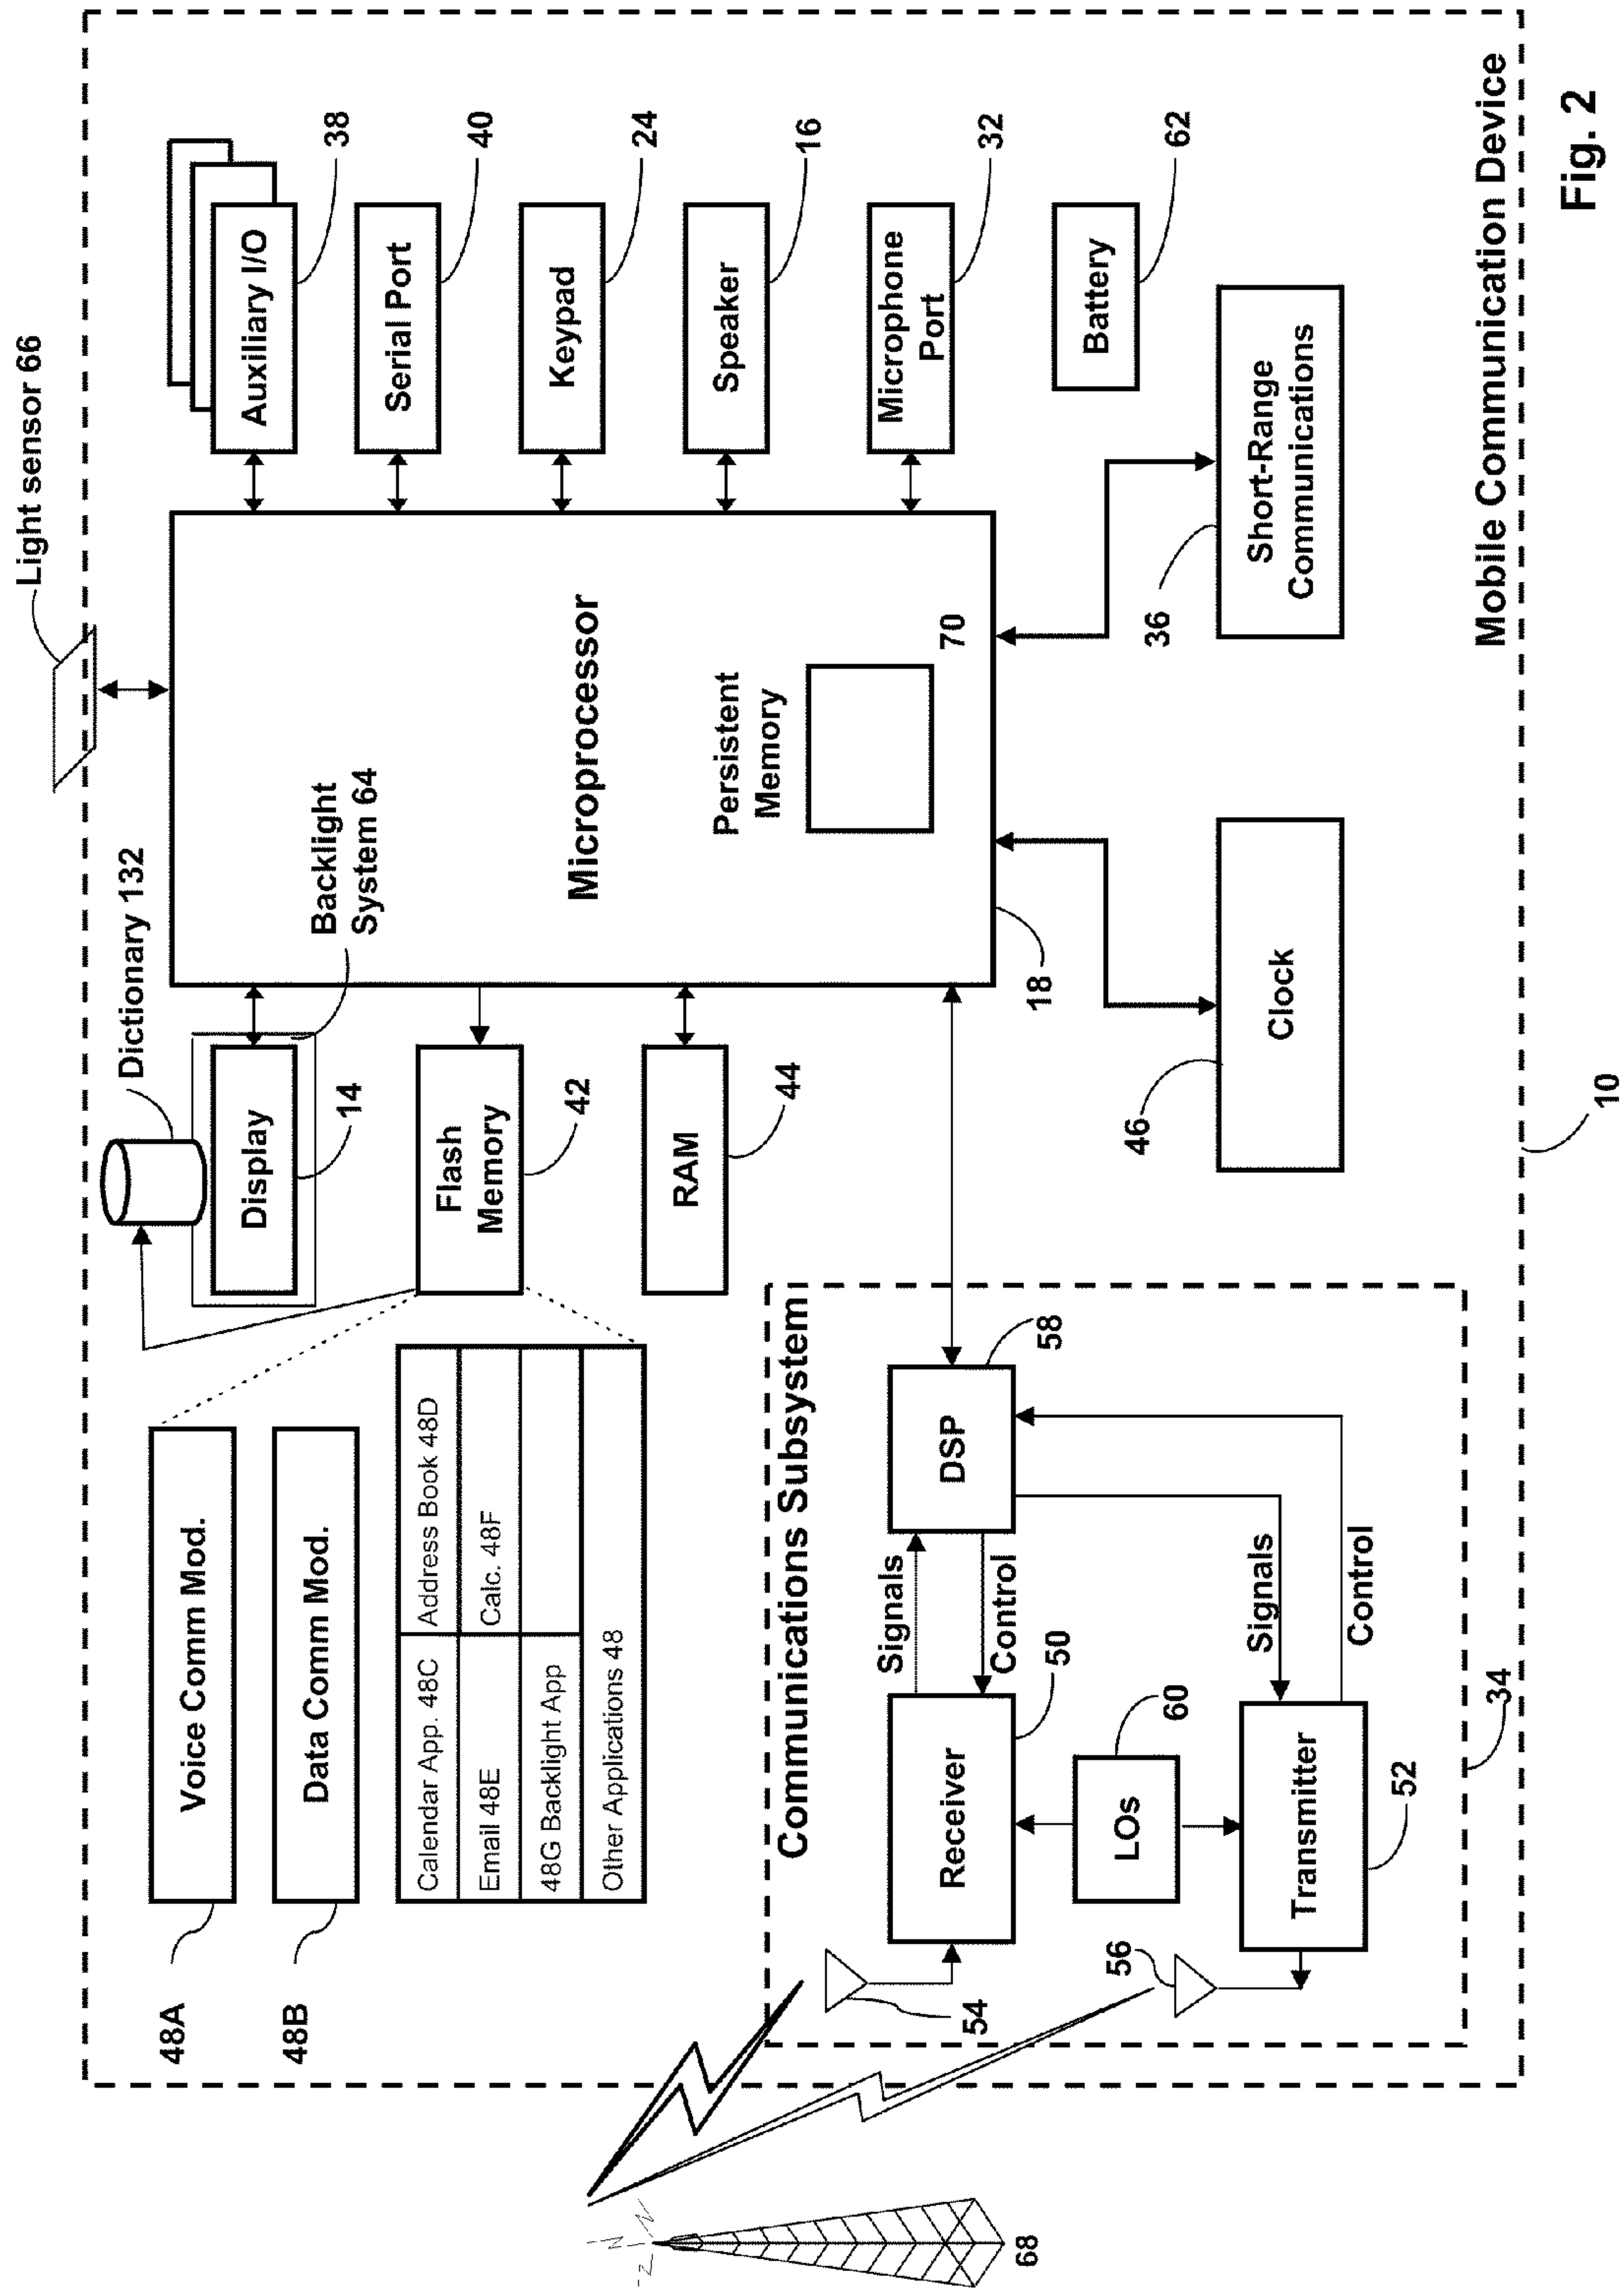 Light sensor 66
Dictionary 132
Backlight
System 64
48A
Voice Comm Mod.
Display
14
Auxiliary I/O
38
48B
Data Comm Mod.
Calendar App. 48C
Address Book 48D
Email 48E
Calc. 48F
48G Backlight App
Other Applications 48
Flash
Memory
42
Serial Port
40
Microprocessor
Keypad
24
RAM
44
Persistent
Memory
70
Speaker
16
Microphone
Port
32
18
Communications Subsystem
Receiver
50
Signals
Control
DSP
58
54
LOs
60
56
Transmitter
52
Signals
Control
34
Battery
62
46
Clock
36
Short-Range
Communications
Mobile Communication Device
10
68
Fig. 2